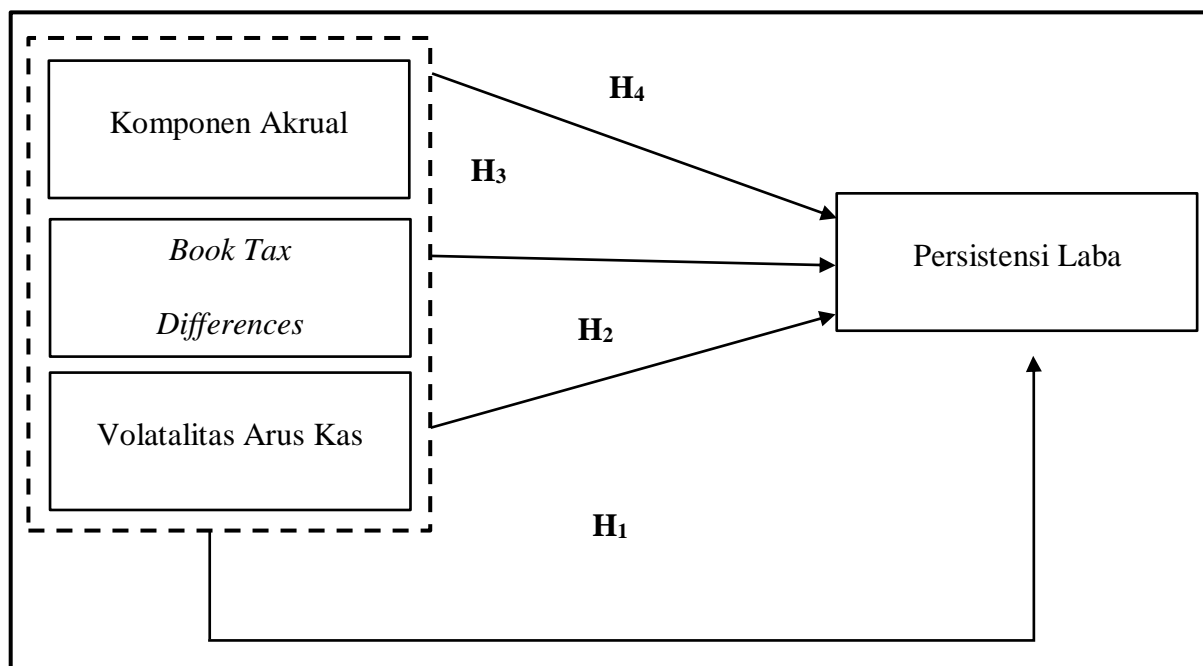 H₄
Komponen Akrual
H₃
Book Tax
Differences
Persistensi Laba
H₂
Volatalitas Arus Kas
H₁